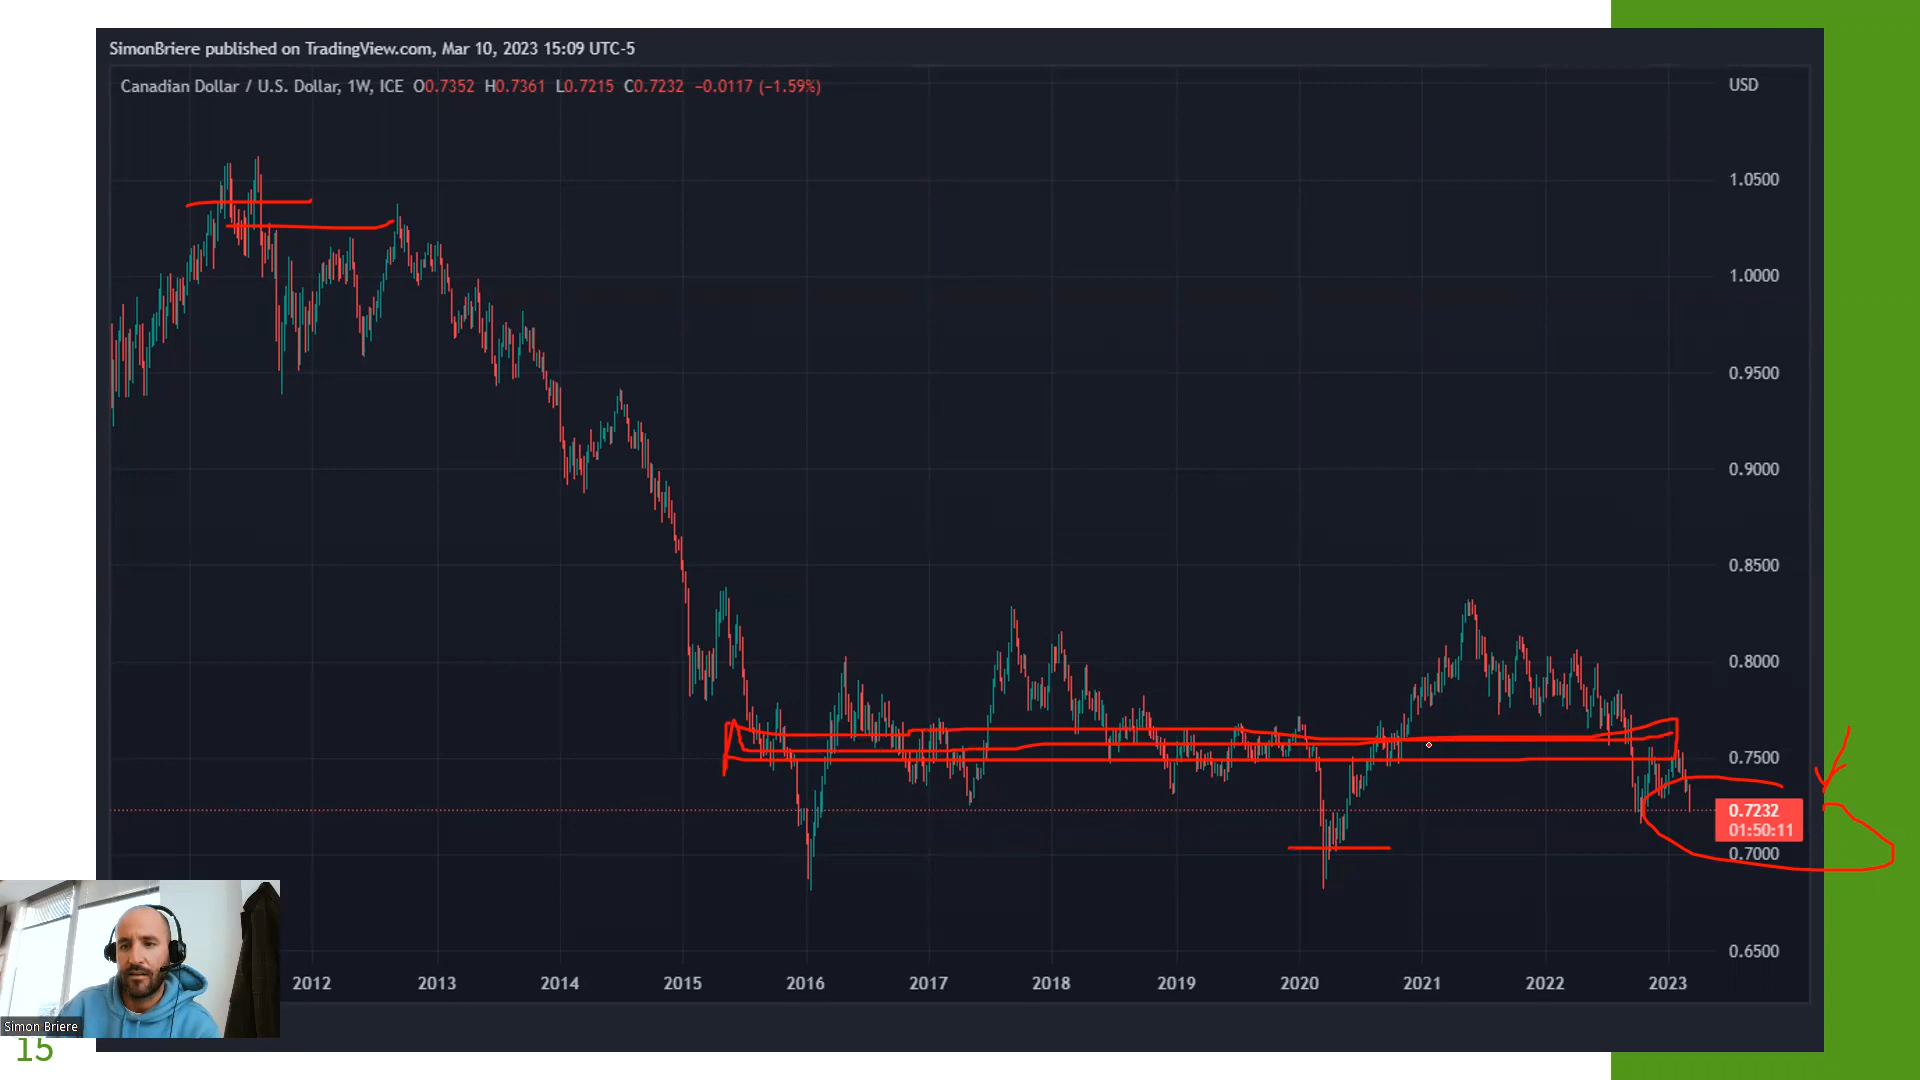 SimonBriere published on TradingView.com, Mar 10, 2023 15:09 UTC-5
Canadian Dollar / U.S. Dollar, 1W, ICE O0.7352 H0.7361 L0.7215 C0.7232 −0.0117 (−1.59%)
USD
1.0500
1.0000
0.9500
0.9000
0.8500
0.8000
0.7500
0.7232
01:50:11
0.7000
0.6500
2012 2013 2014 2015 2016 2017 2018 2019 2020 2021 2022 2023
Simon Briere
15